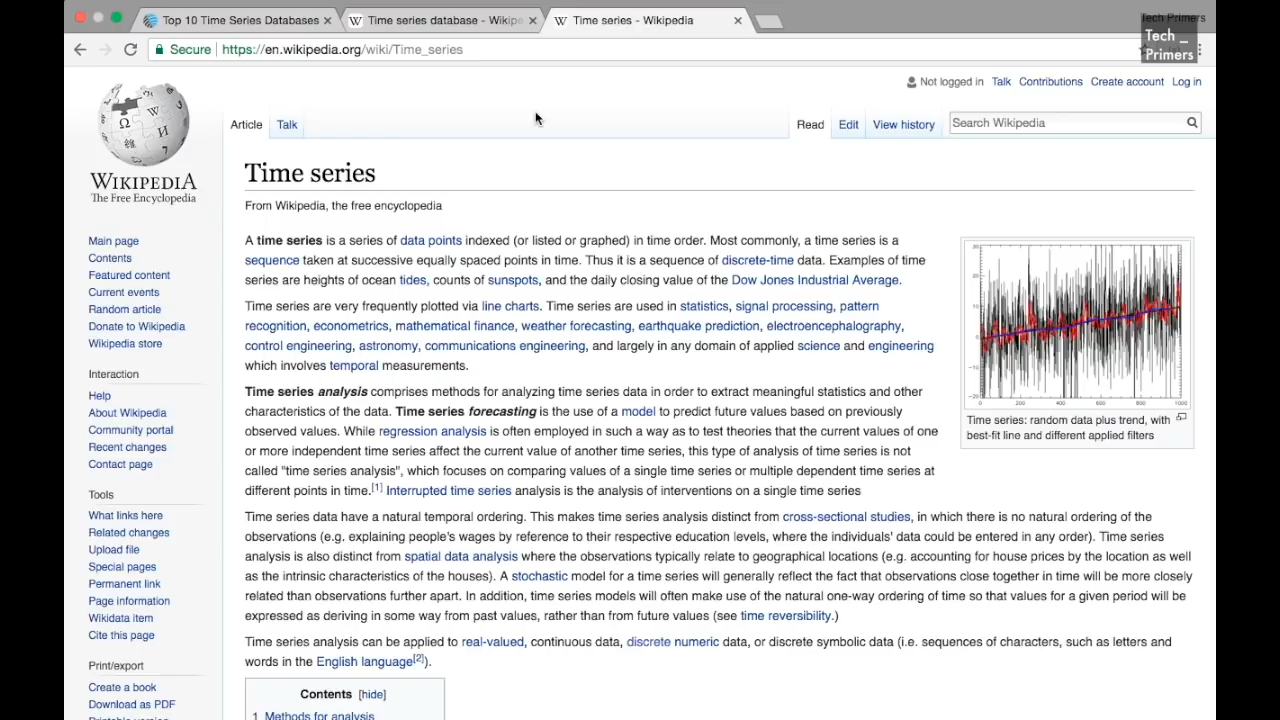 Top 10 Time Series Databases
Time series database - Wikipe
Time series - Wikipedia
Tech Primers
Tech _
Primers
Secure
https://en.wikipedia.org/wiki/Time_series
Not logged in Talk Contributions Create account Log in
Article Talk Read Edit View history
Search Wikipedia
WIKIPEDIA
The Free Encyclopedia
Main page
Contents
Featured content
Current events
Random article
Donate to Wikipedia
Wikipedia store
Interaction
Help
About Wikipedia
Community portal
Recent changes
Contact page
Tools
What links here
Related changes
Upload file
Special pages
Permanent link
Page information
Wikidata item
Cite this page
Print/export
Create a book
Download as PDF
Time series
From Wikipedia, the free encyclopedia
A time series is a series of data points indexed (or listed or graphed) in time order. Most commonly, a time series is a
sequence taken at successive equally spaced points in time. Thus it is a sequence of discrete-time data. Examples of time
series are heights of ocean tides, counts of sunspots, and the daily closing value of the Dow Jones Industrial Average.
Time series are very frequently plotted via line charts. Time series are used in statistics, signal processing, pattern
recognition, econometrics, mathematical finance, weather forecasting, earthquake prediction, electroencephalography,
control engineering, astronomy, communications engineering, and largely in any domain of applied science and engineering
which involves temporal measurements.
Time series analysis comprises methods for analyzing time series data in order to extract meaningful statistics and other
characteristics of the data. Time series forecasting is the use of a model to predict future values based on previously
observed values. While regression analysis is often employed in such a way as to test theories that the current values of one
or more independent time series affect the current value of another time series, this type of analysis of time series is not
called "time series analysis", which focuses on comparing values of a single time series or multiple dependent time series at
different points in time.[1] Interrupted time series analysis is the analysis of interventions on a single time series
Time series: random data plus trend, with
best-fit line and different applied filters
Time series data have a natural temporal ordering. This makes time series analysis distinct from cross-sectional studies, in which there is no natural ordering of the
observations (e.g. explaining people's wages by reference to their respective education levels, where the individuals' data could be entered in any order). Time series
analysis is also distinct from spatial data analysis where the observations typically relate to geographical locations (e.g. accounting for house prices by the location as well
as the intrinsic characteristics of the houses). A stochastic model for a time series will generally reflect the fact that observations close together in time will be more closely
related than observations further apart. In addition, time series models will often make use of the natural one-way ordering of time so that values for a given period will be
expressed as deriving in some way from past values, rather than from future values (see time reversibility.)
Time series analysis can be applied to real-valued, continuous data, discrete numeric data, or discrete symbolic data (i.e. sequences of characters, such as letters and
words in the English language[2]).
Contents [hide]
1 Methods for analysis